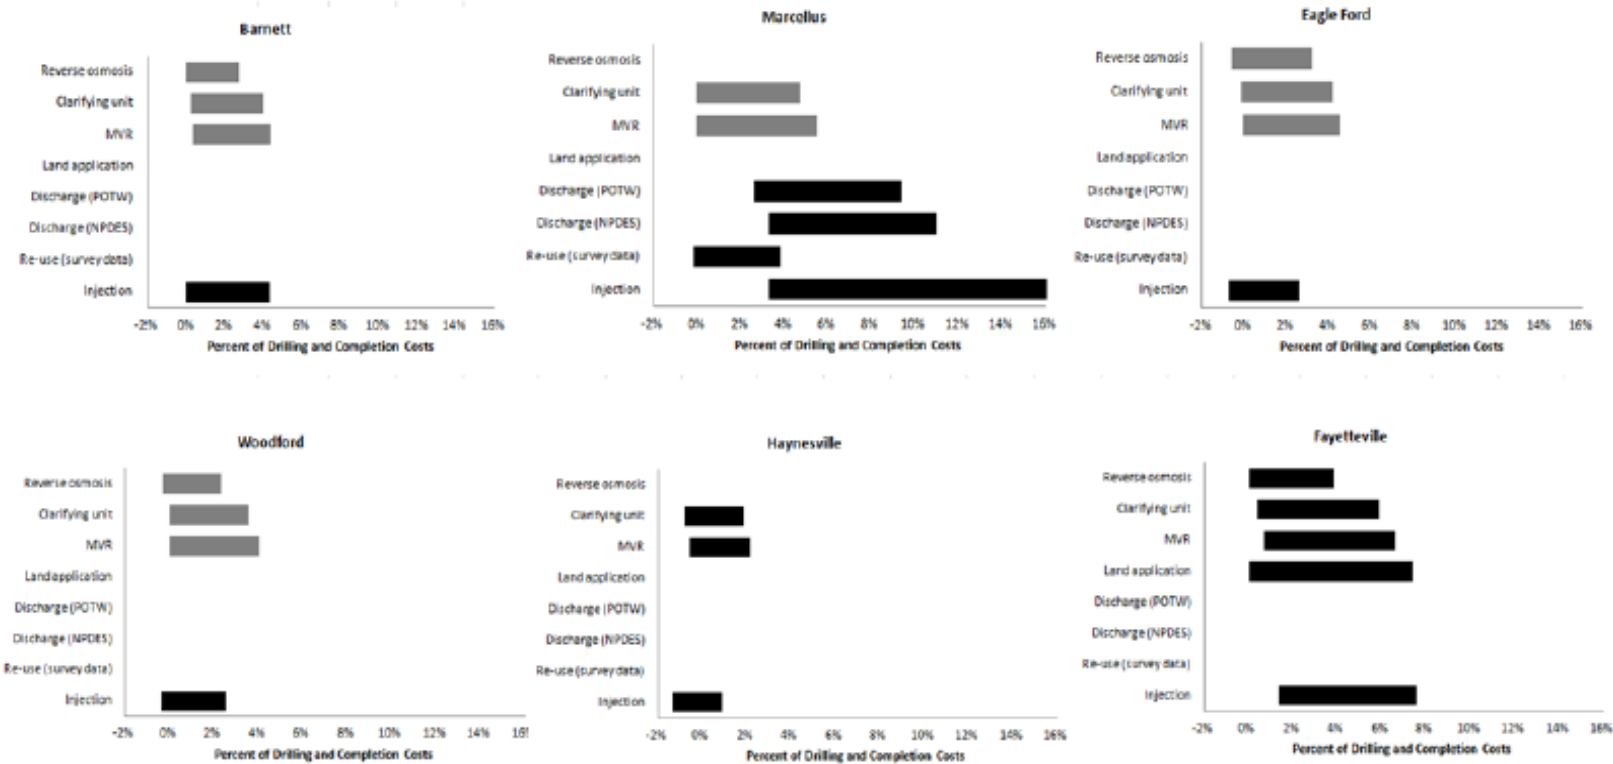 Barnett
Reverse osmosis
Clarifying unit
MVR
Land application
Discharge (POTW)
Discharge (NPDES)
Re-use (survey data)
Injection
-2% 0% 2% 4% 6% 8% 10% 12% 14% 16%
Percent of Drilling and Completion Costs
Marcellus
Reverse osmosis
Clarifying unit
MVR
Land application
Discharge (POTW)
Discharge (NPDES)
Re-use (survey data)
Injection
-2% 0% 2% 4% 6% 8% 10% 12% 14% 16%
Percent of Drilling and Completion Costs
Eagle Ford
Reverse osmosis
Clarifying unit
MVR
Land application
Discharge (POTW)
Discharge (NPDES)
Re-use (survey data)
Injection
-2% 0% 2% 4% 6% 8% 10% 12% 14% 16%
Percent of Drilling and Completion Costs
Woodford
Reverse osmosis
Clarifying unit
MVR
Land application
Discharge (POTW)
Discharge (NPDES)
Re-use (survey data)
Injection
-2% 0% 2% 4% 6% 8% 10% 12% 14% 16
Percent of Drilling and Completion Costs
Haynesville
Reverse osmosis
Clarifying unit
MVR
Land application
Discharge (POTW)
Discharge (NPDES)
Re-use (survey data)
Injection
-2% 0% 2% 4% 6% 8% 10% 12% 14% 16%
Percent of Drilling and Completion Costs
Fayetteville
Reverse osmosis
Clarifying unit
MVR
Land application
Discharge (POTW)
Discharge (NPDES)
Re-use (survey data)
Injection
-2% 0% 2% 4% 6% 8% 10% 12% 14% 16%
Percent of Drilling and Completion Costs